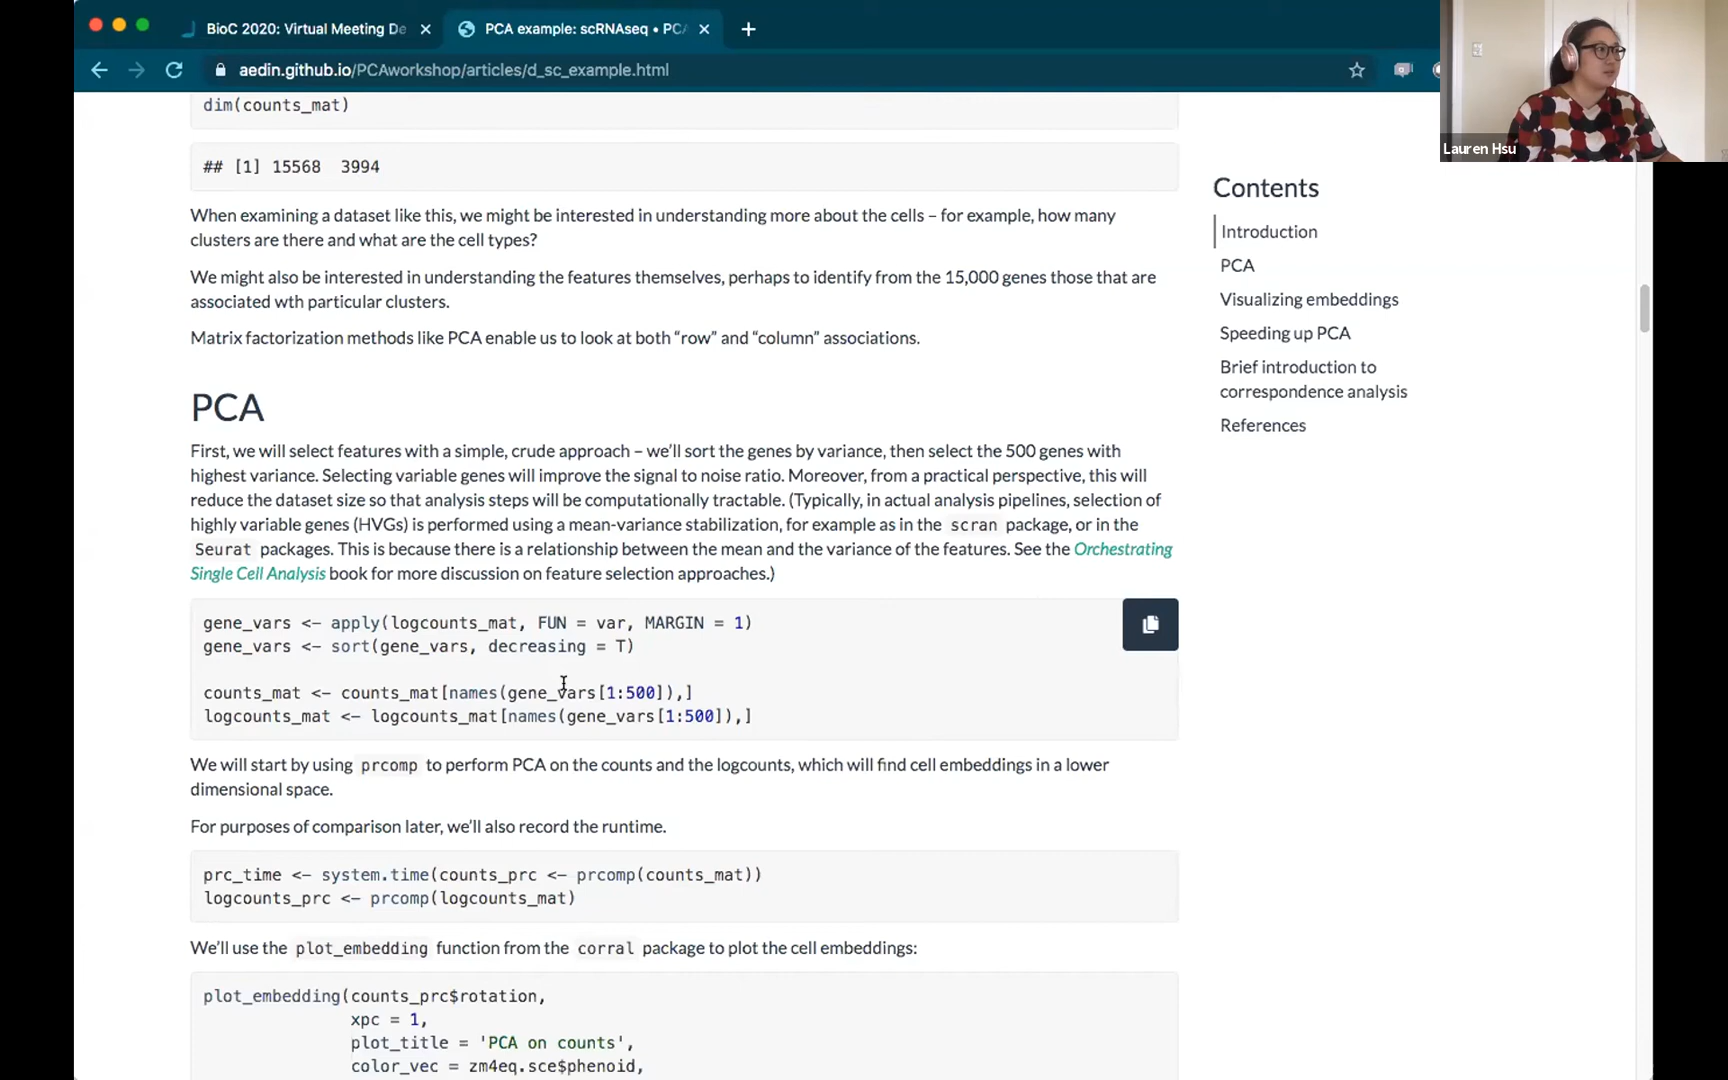 BioC 2020: Virtual Meeting De
PCA example: scRNAseq • PCA
aedin.github.io/PCAworkshop/articles/d_sc_example.html
Lauren Hsu
dim(counts_mat)
## [1] 15568  3994
When examining a dataset like this, we might be interested in understanding more about the cells – for example, how many
clusters are there and what are the cell types?
We might also be interested in understanding the features themselves, perhaps to identify from the 15,000 genes those that are
associated wth particular clusters.
Matrix factorization methods like PCA enable us to look at both “row” and “column” associations.
PCA
First, we will select features with a simple, crude approach – we’ll sort the genes by variance, then select the 500 genes with
highest variance. Selecting variable genes will improve the signal to noise ratio. Moreover, from a practical perspective, this will
reduce the dataset size so that analysis steps will be computationally tractable. (Typically, in actual analysis pipelines, selection of
highly variable genes (HVGs) is performed using a mean-variance stabilization, for example as in the scran package, or in the
Seurat packages. This is because there is a relationship between the mean and the variance of the features. See the Orchestrating
Single Cell Analysis book for more discussion on feature selection approaches.)
gene_vars <- apply(logcounts_mat, FUN = var, MARGIN = 1)
gene_vars <- sort(gene_vars, decreasing = T)
counts_mat <- counts_mat[names(gene_vars[1:500]),]
logcounts_mat <- logcounts_mat[names(gene_vars[1:500]),]
We will start by using prcomp to perform PCA on the counts and the logcounts, which will find cell embeddings in a lower
dimensional space.
For purposes of comparison later, we’ll also record the runtime.
prc_time <- system.time(counts_prc <- prcomp(counts_mat))
logcounts_prc <- prcomp(logcounts_mat)
We’ll use the plot_embedding function from the corral package to plot the cell embeddings:
plot_embedding(counts_prc$rotation,
xpc = 1,
plot_title = 'PCA on counts',
color_vec = zm4eq.sce$phenoid,
Contents
Introduction
PCA
Visualizing embeddings
Speeding up PCA
Brief introduction to
correspondence analysis
References